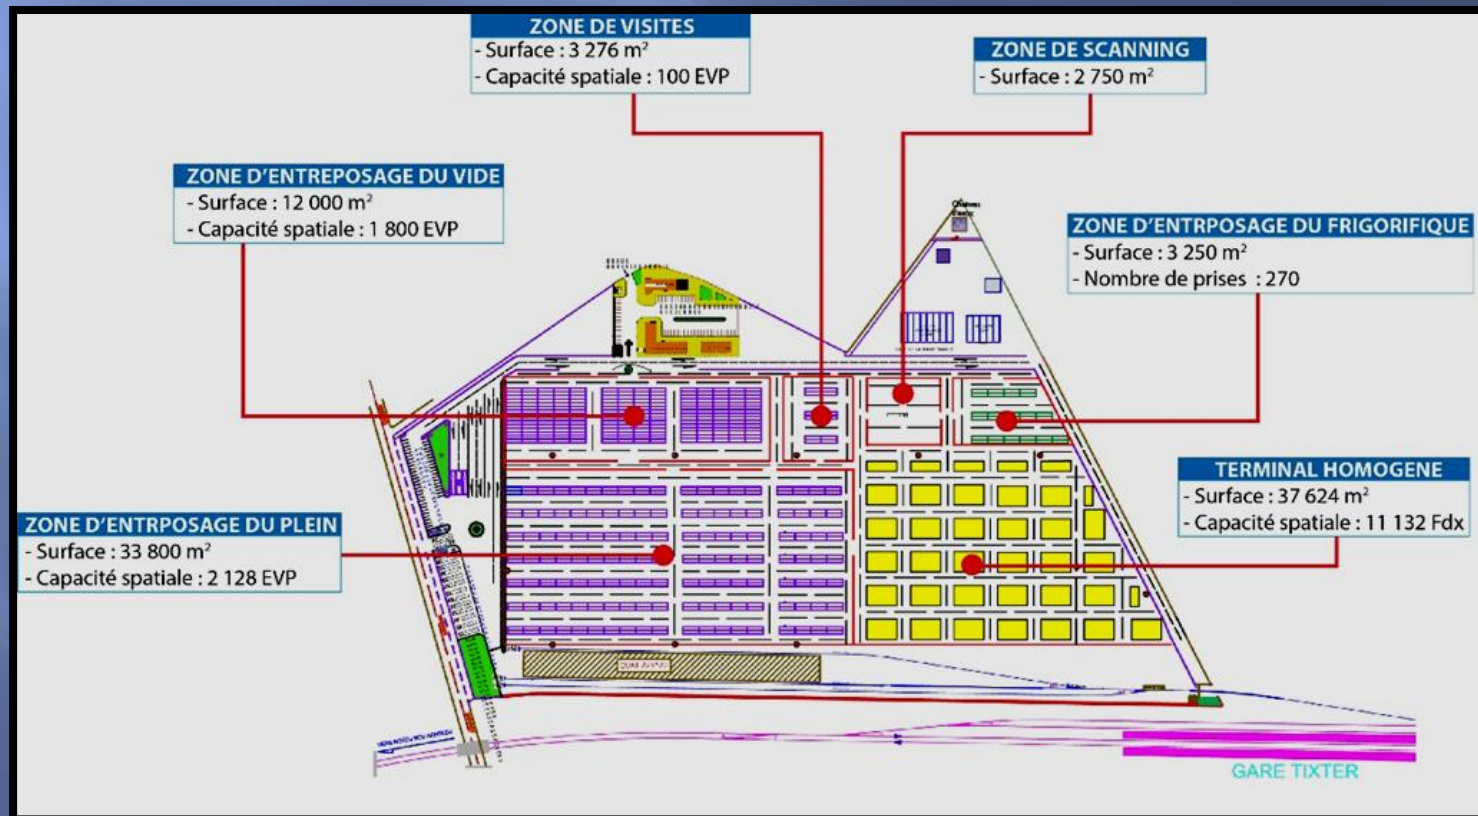 ZONE DE VISITES
- Surface : 3 276 m²
- Capacité spatiale : 100 EVP
ZONE DE SCANNING
- Surface : 2 750 m²
ZONE D'ENTREPOSAGE DU VIDE
- Surface : 12 000 m²
- Capacité spatiale : 1 800 EVP
ZONE D'ENTRPOSAGE DU FRIGORIFIQUE
- Surface : 3 250 m²
- Nombre de prises : 270
TERMINAL HOMOGENE
- Surface : 37 624 m²
- Capacité spatiale : 11 132 Fdx
ZONE D'ENTRPOSAGE DU PLEIN
- Surface : 33 800 m²
- Capacité spatiale : 2 128 EVP
GARE TIXTER